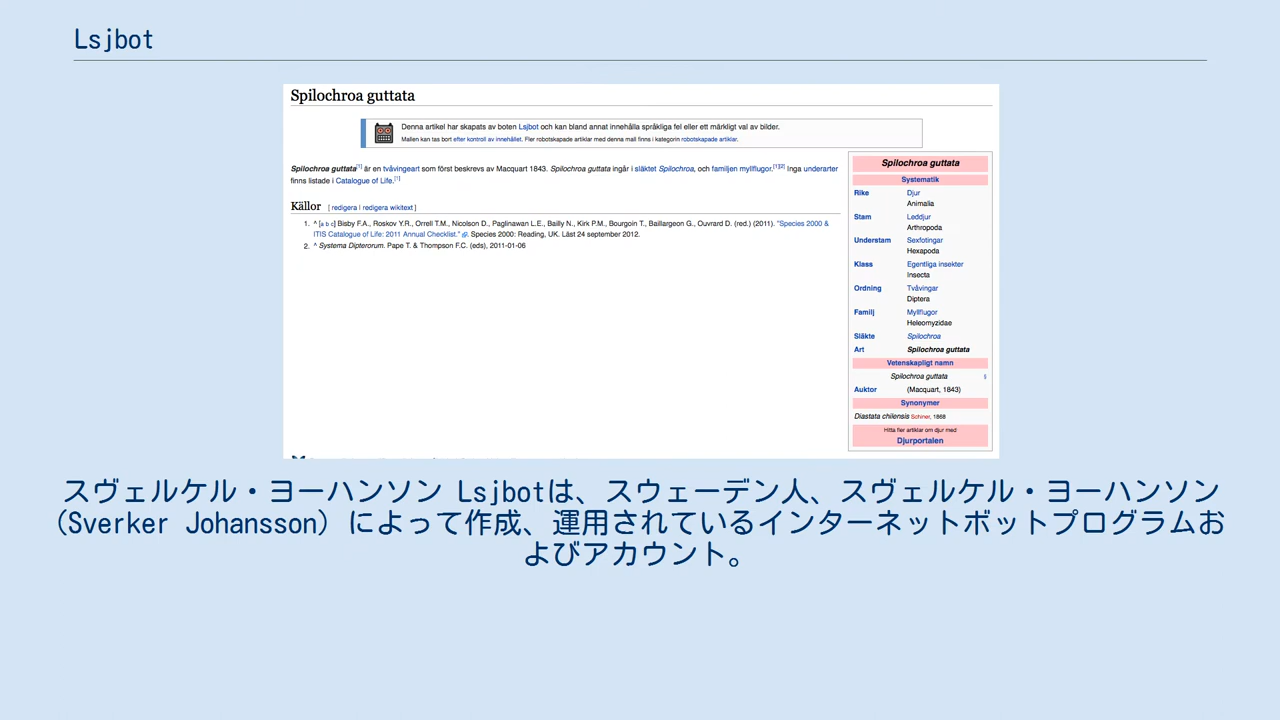 Lsjbot
Spilochroa guttata
Denna artikel har skapats av boten Lsjbot och kan bland annat innehålla språkliga fel eller ett märkligt val av bilder.
Mallen kan tas bort efter kontroll av innehållet. Fler robotskapade artiklar med denna mall finns i kategorin robotskapade artiklar.
Spilochroa guttata[1] är en tvåvingeart som först beskrevs av Macquart 1843. Spilochroa guttata ingår i släktet Spilochroa, och familjen myllflugor.[1][2] Inga underarter
finns listade i Catalogue of Life.[1]
Källor [ redigera | redigera wikitext ]
1. ^ [a b c] Bisby F.A., Roskov Y.R., Orrell T.M., Nicolson D., Paglinawan L.E., Bailly N., Kirk P.M., Bourgoin T., Baillargeon G., Ouvrard D. (red.) (2011). "Species 2000 &
ITIS Catalogue of Life: 2011 Annual Checklist." Species 2000: Reading, UK. Läst 24 september 2012.
2. ^ Systema Dipterorum. Pape T. & Thompson F.C. (eds), 2011-01-06
Spilochroa guttata
Systematik
Rike Djur
Animalia
Stam Leddjur
Arthropoda
Understam Sexfotingar
Hexapoda
Klass Egentliga insekter
Insecta
Ordning Tvåvingar
Diptera
Familj Myllflugor
Heleomyzidae
Släkte Spilochroa
Art Spilochroa guttata
Vetenskapligt namn
§ Spilochroa guttata
Auktor (Macquart, 1843)
Synonymer
Diastata chilensis Schiner, 1868
Hitta fler artiklar om djur med
Djurportalen
スヴェルケル・ヨーハンソン Lsjbotは、スウェーデン人、スヴェルケル・ヨーハンソン
(Sverker Johansson) によって作成、運用されているインターネットボットプログラムお
よびアカウント。